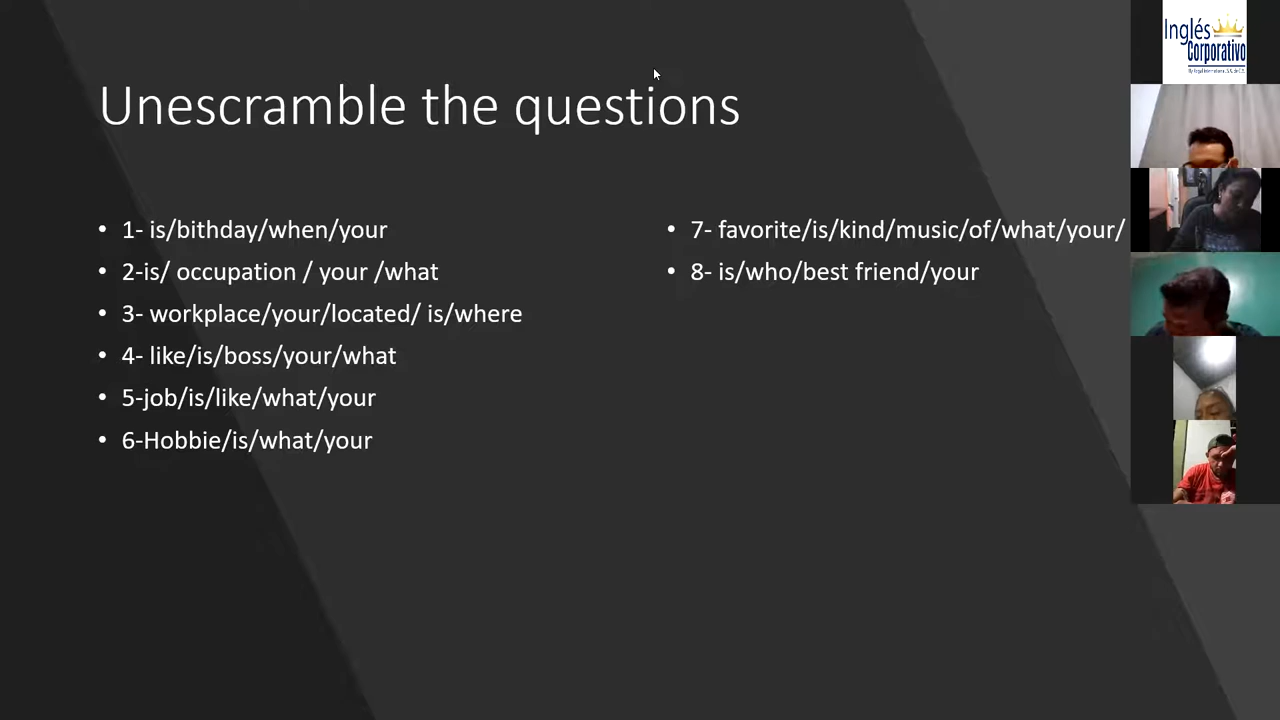 Unescramble the questions
• 1- is/bithday/when/your
• 2-is/ occupation / your /what
• 3- workplace/your/located/ is/where
• 4- like/is/boss/your/what
• 5-job/is/like/what/your
• 6-Hobbie/is/what/your
• 7- favorite/is/kind/music/of/what/your/
• 8- is/who/best friend/your
Inglés
Corporativo